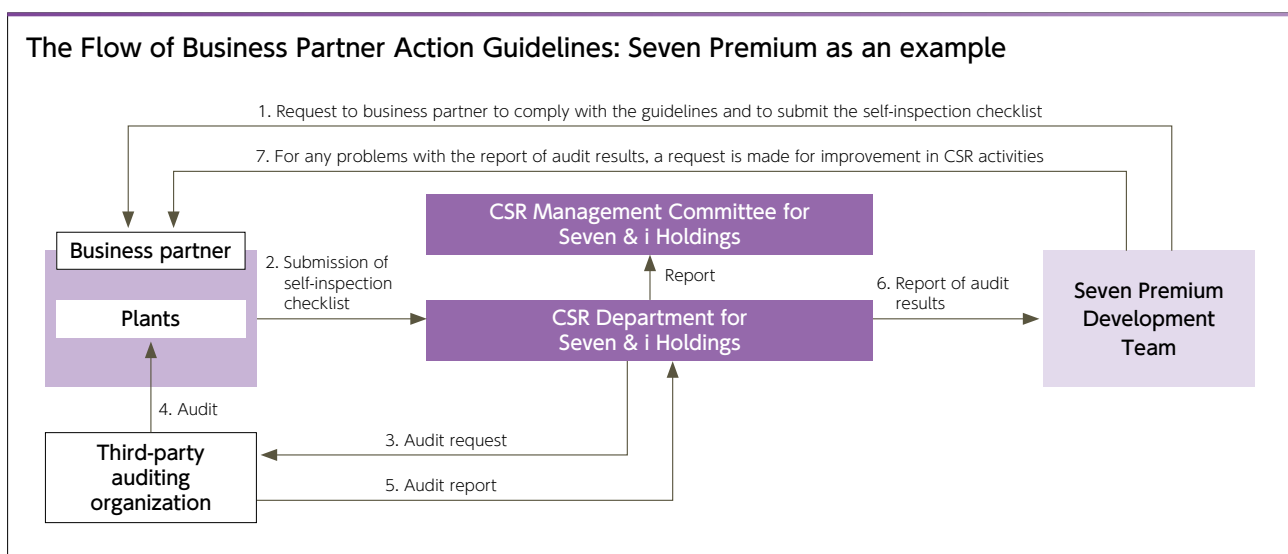 The Flow of Business Partner Action Guidelines: Seven Premium as an example
1. Request to business partner to comply with the guidelines and to submit the self-inspection checklist
7. For any problems with the report of audit results, a request is made for improvement in CSR activities
Business partner
Plants
2. Submission of
self-inspection
checklist
CSR Management Committee for
Seven & i Holdings
Report
CSR Department for
Seven & i Holdings
6. Report of audit
results
Seven Premium
Development
Team
4. Audit
Third-party
auditing
organization
3. Audit request
5. Audit report